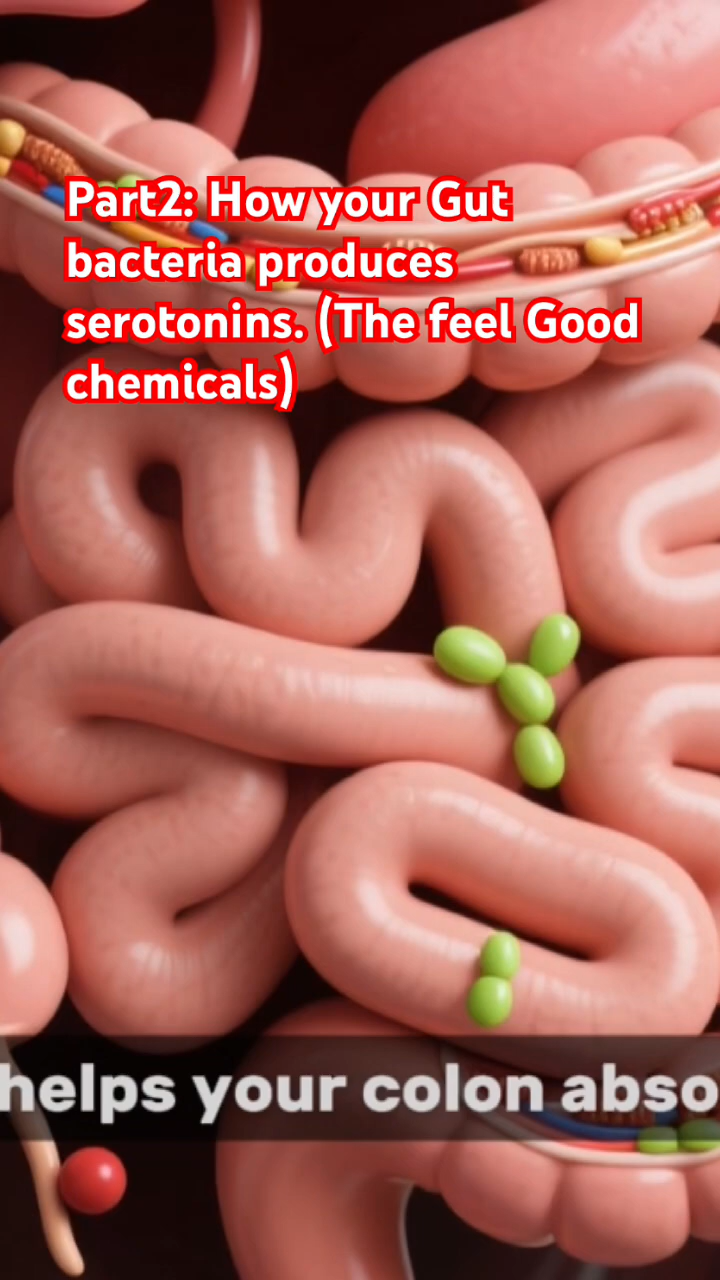 Part2: How your Gut
bacteria produces
serotonins. (The feel Good
chemicals)
helps your colon abso